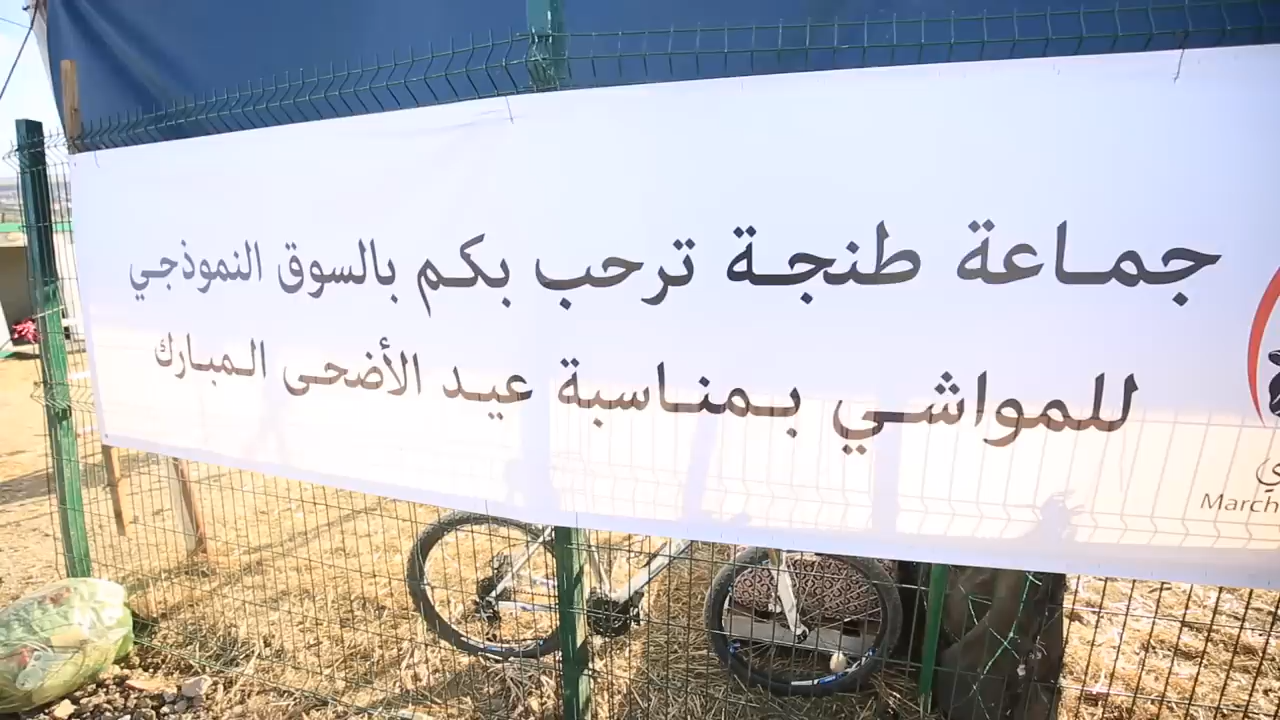 جماعة طنجة ترحب بكم بالسوق النموذجي
للمواشي بمناسبة عيد الأضحى المبارك
March